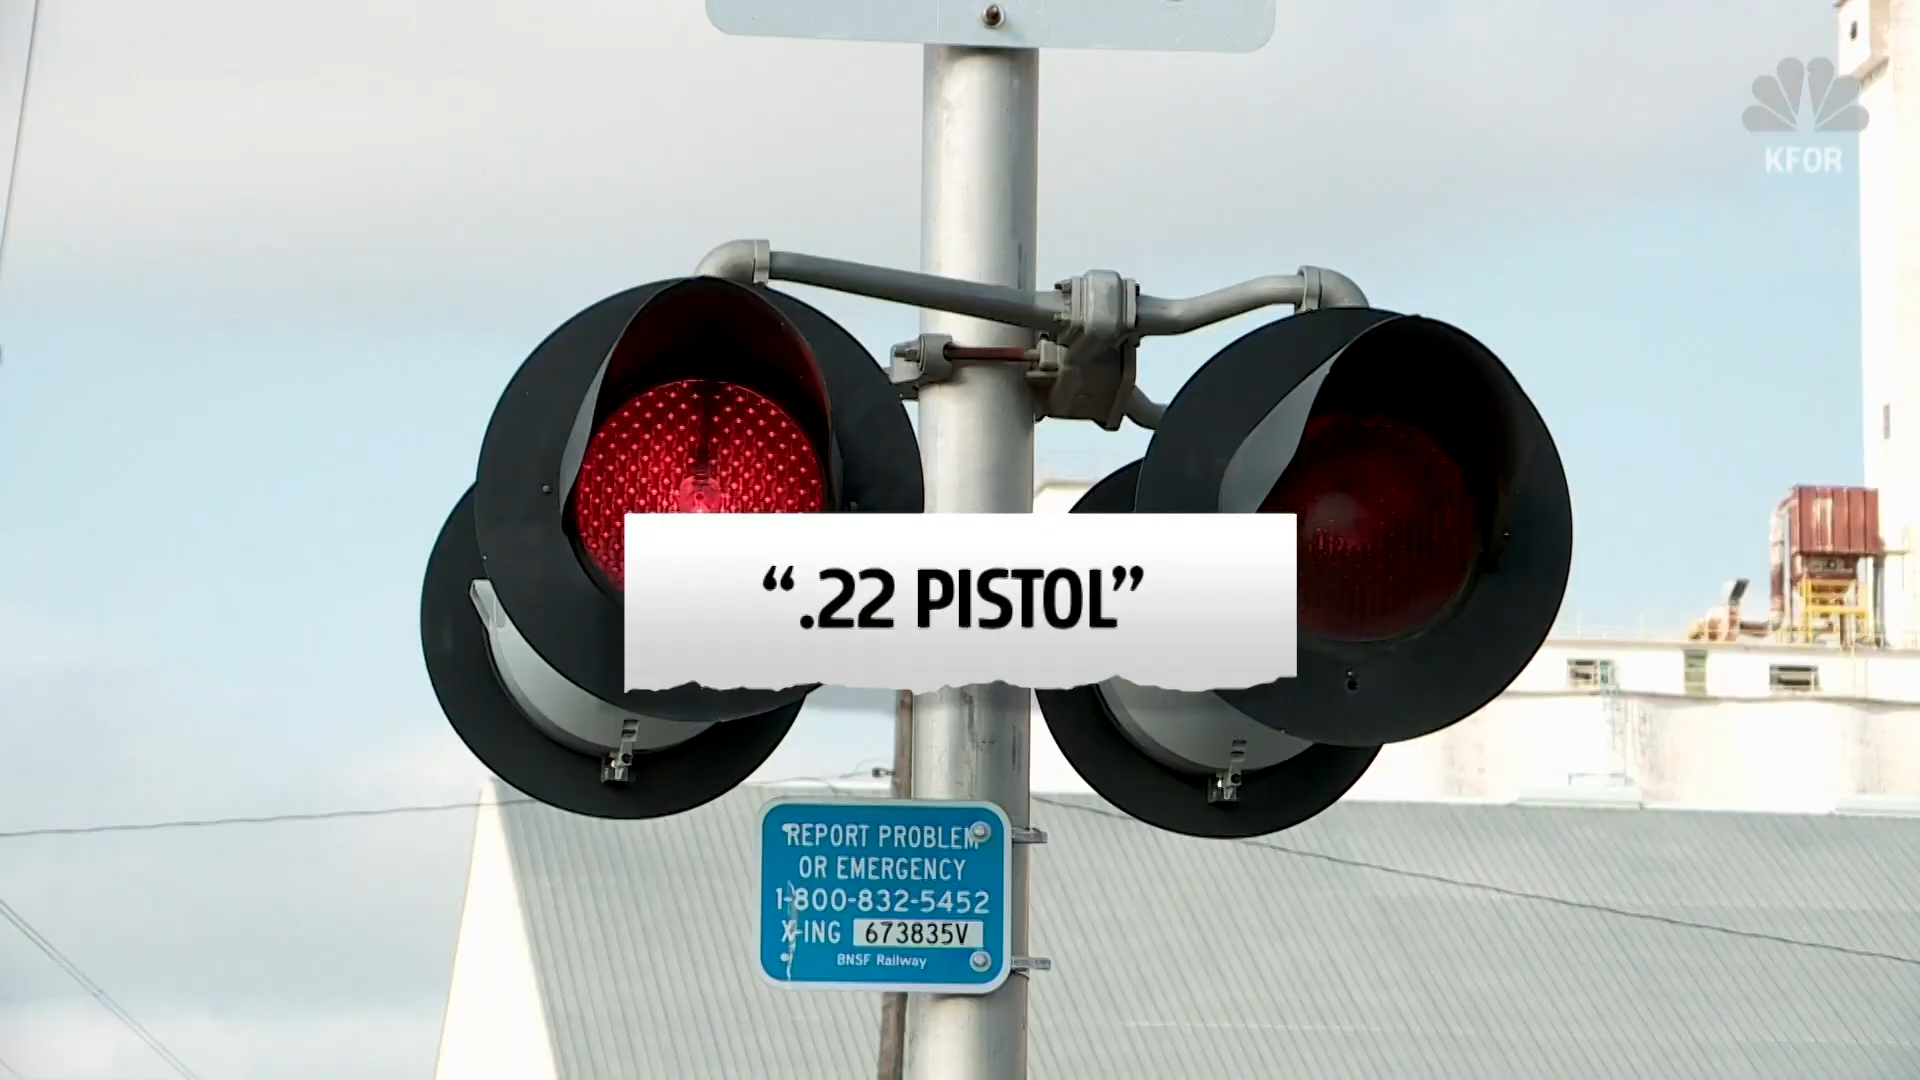 KFOR
“.22 PISTOL”
REPORT PROBLEM
OR EMERGENCY
1-800-832-5452
X-ING 673835V
BNSF Railway